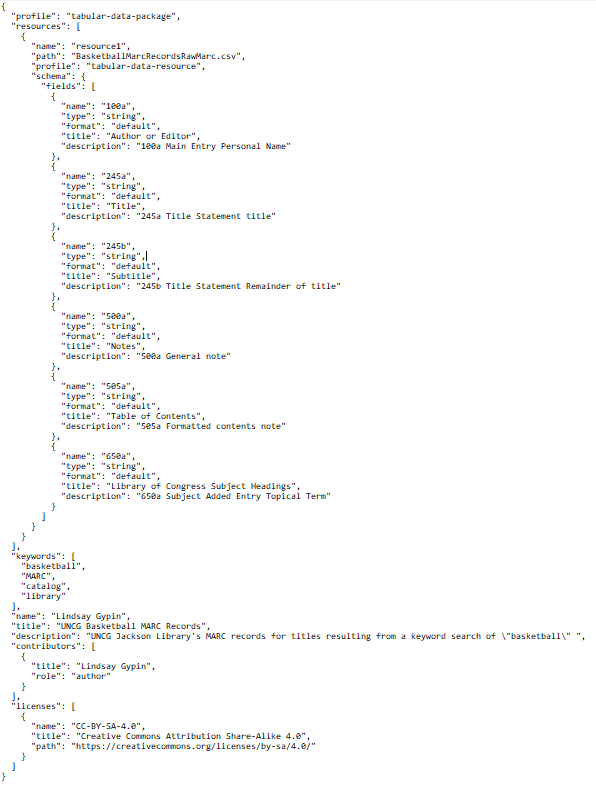 {
  "profile": "tabular-data-package",
  "resources": [
    {
      "name": "resource1",
      "path": "BasketballMarcRecordsRawMarc.csv",
      "profile": "tabular-data-resource",
      "schema": {
        "fields": [
          {
            "name": "100a",
            "type": "string",
            "format": "default",
            "title": "Author or Editor",
            "description": "100a Main Entry Personal Name"
          },
          {
            "name": "245a",
            "type": "string",
            "format": "default",
            "title": "Title",
            "description": "245a Title Statement title"
          },
          {
            "name": "245b",
            "type": "string",
            "format": "default",
            "title": "Subtitle",
            "description": "245b Title Statement Remainder of title"
          },
          {
            "name": "500a",
            "type": "string",
            "format": "default",
            "title": "Notes",
            "description": "500a General note"
          },
          {
            "name": "505a",
            "type": "string",
            "format": "default",
            "title": "Table of Contents",
            "description": "505a Formatted contents note"
          },
          {
            "name": "650a",
            "type": "string",
            "format": "default",
            "title": "Library of Congress Subject Headings",
            "description": "650a Subject Added Entry Topical Term"
          }
        ]
      }
    }
  ],
  "keywords": [
    "basketball",
    "MARC",
    "catalog",
    "library"
  ],
  "name": "Lindsay Gypin",
  "title": "UNCG Basketball MARC Records",
  "description": "UNCG Jackson Library's MARC records for titles resulting from a keyword search of \"basketball\" ",
  "contributors": [
    {
      "title": "Lindsay Gypin",
      "role": "author"
    }
  ],
  "licenses": [
    {
      "name": "CC-BY-SA-4.0",
      "title": "Creative Commons Attribution Share-Alike 4.0",
      "path": "https://creativecommons.org/licenses/by-sa/4.0/"
    }
  ]
}